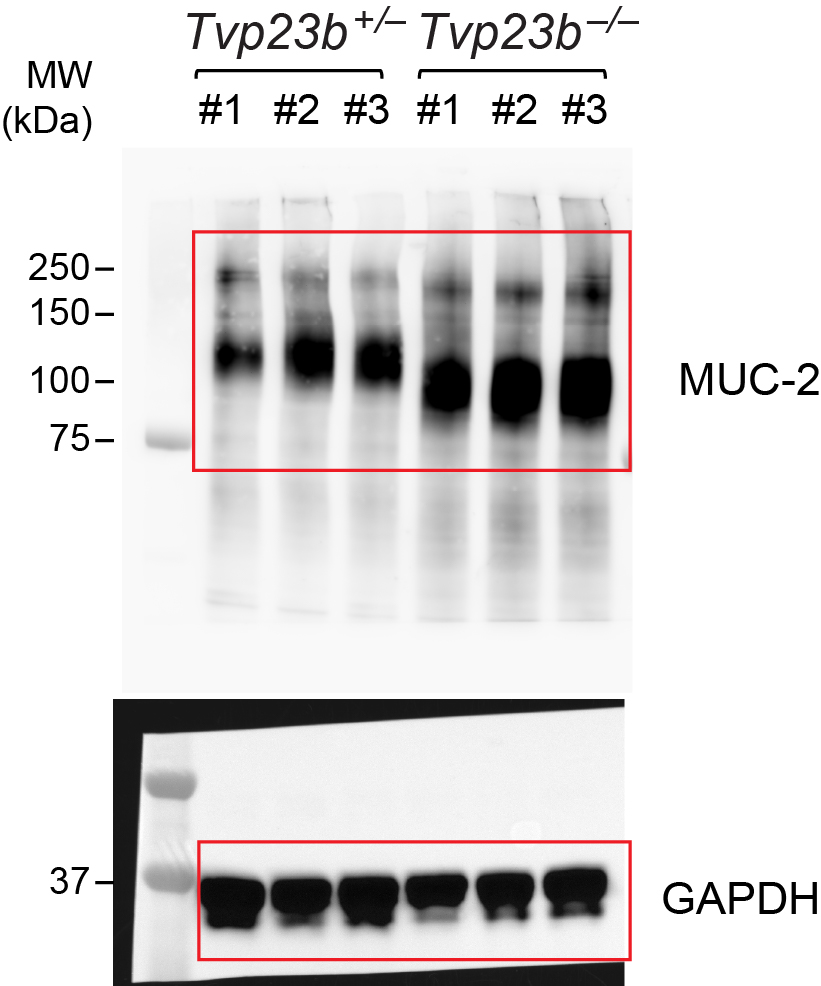 Tvp23b+/– Tvp23b–/–
MW
(kDa)
#1 #2 #3 #1 #2 #3
250
150
100
75
MUC-2
37
GAPDH